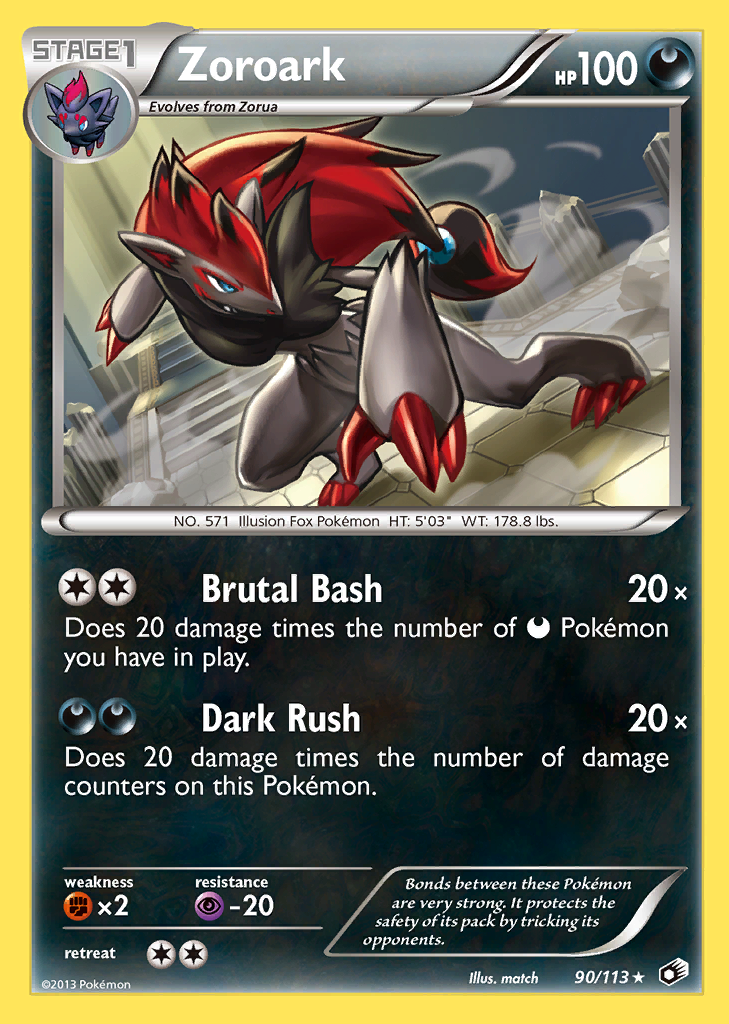 STAGE1
Zoroark
HP100
Evolves from Zorua
NO. 571 Illusion Fox Pokémon HT: 5'03" WT: 178.8 lbs.
Brutal Bash 20×
Does 20 damage times the number of Pokémon
you have in play.
Dark Rush 20×
Does 20 damage times the number of damage
counters on this Pokémon.
weakness
×2
resistance
-20
retreat
Bonds between these Pokémon
are very strong. It protects the
safety of its pack by tricking its
opponents.
©2013 Pokémon
Illus. match
90/113 ★